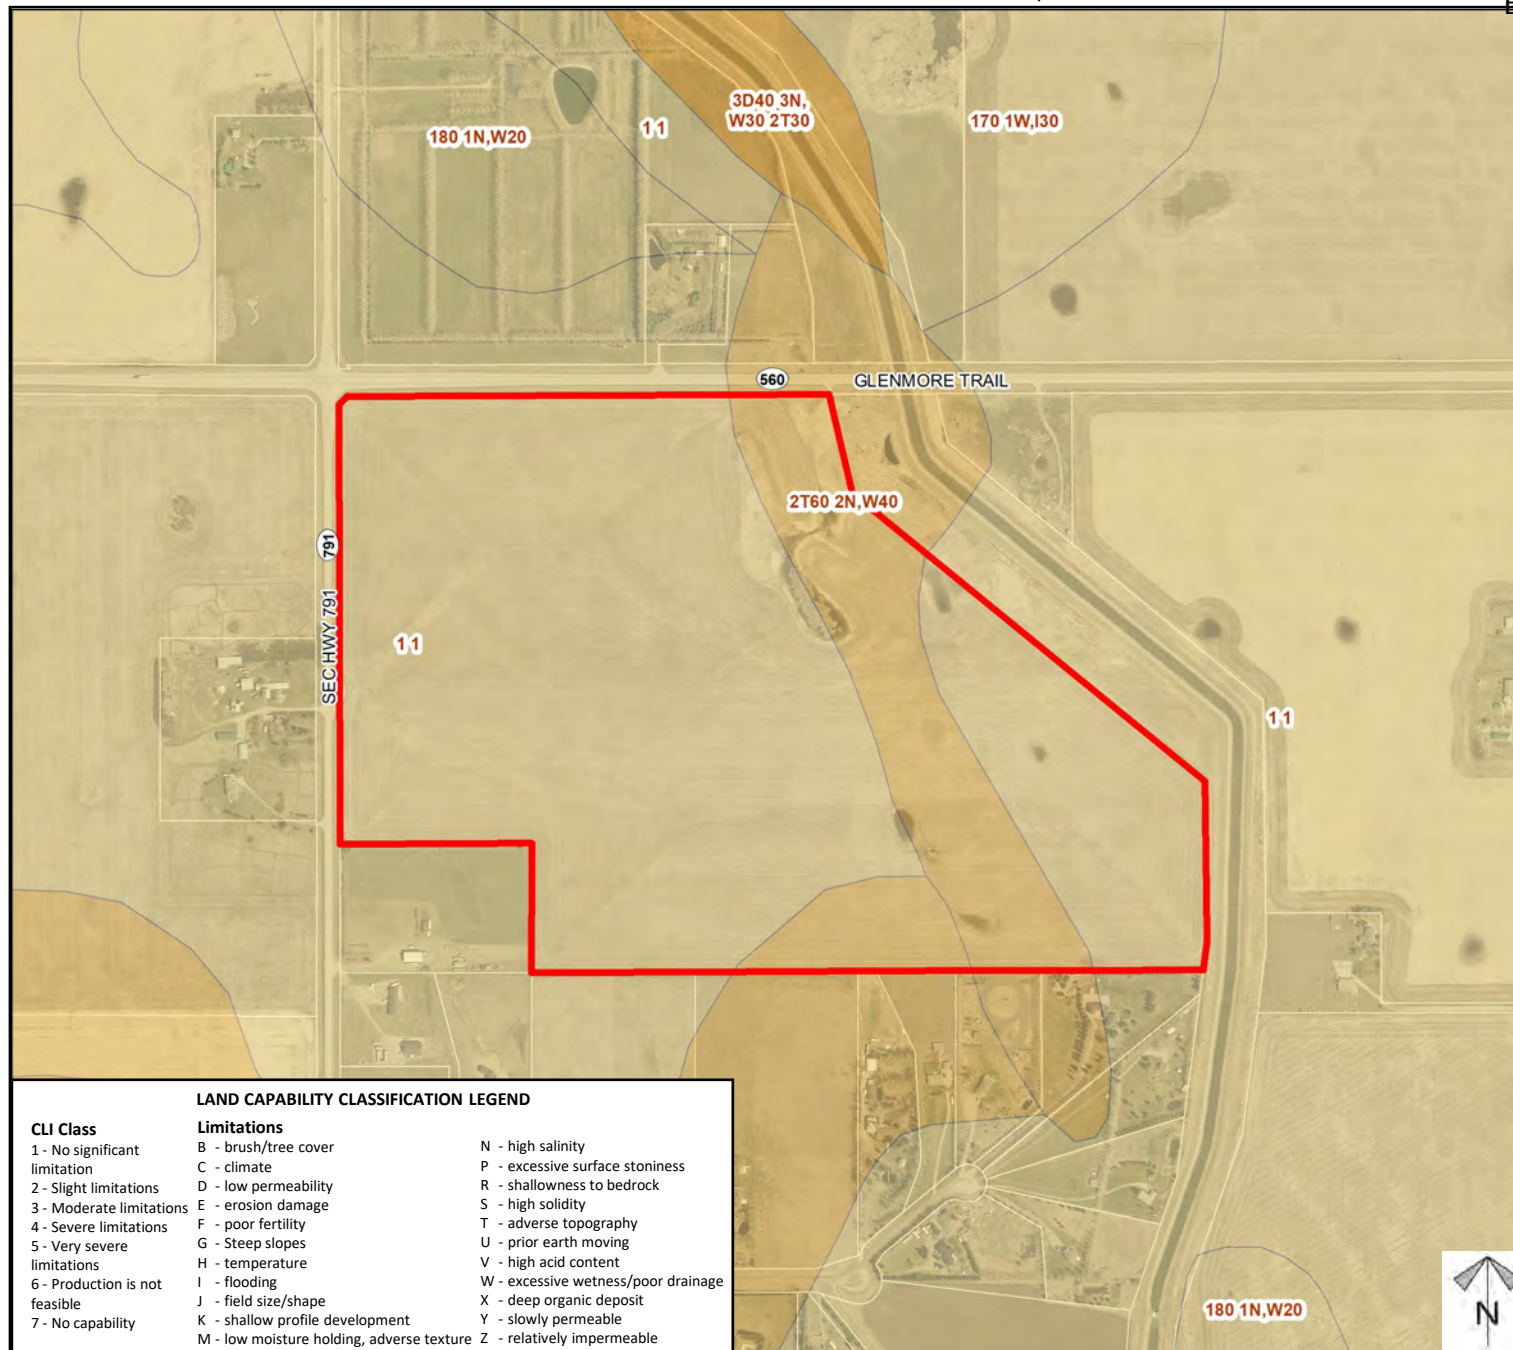 3D40 3N,
W30 2T30
180 1N,W20
1 1
170 1W,I30
560
GLENMORE TRAIL
2T60 2N,W40
791
SEC HWY 791
1 1
1 1
180 1N,W20
N
LAND CAPABILITY CLASSIFICATION LEGEND
CLI Class
1 - No significant
limitation
2 - Slight limitations
3 - Moderate limitations
4 - Severe limitations
5 - Very severe
limitations
6 - Production is not
feasible
7 - No capability
Limitations
B - brush/tree cover
C - climate
D - low permeability
E - erosion damage
F - poor fertility
G - Steep slopes
H - temperature
I - flooding
J - field size/shape
K - shallow profile development
M - low moisture holding, adverse texture
N - high salinity
P - excessive surface stoniness
R - shallowness to bedrock
S - high solidity
T - adverse topography
U - prior earth moving
V - high acid content
W - excessive wetness/poor drainage
X - deep organic deposit
Y - slowly permeable
Z - relatively impermeable